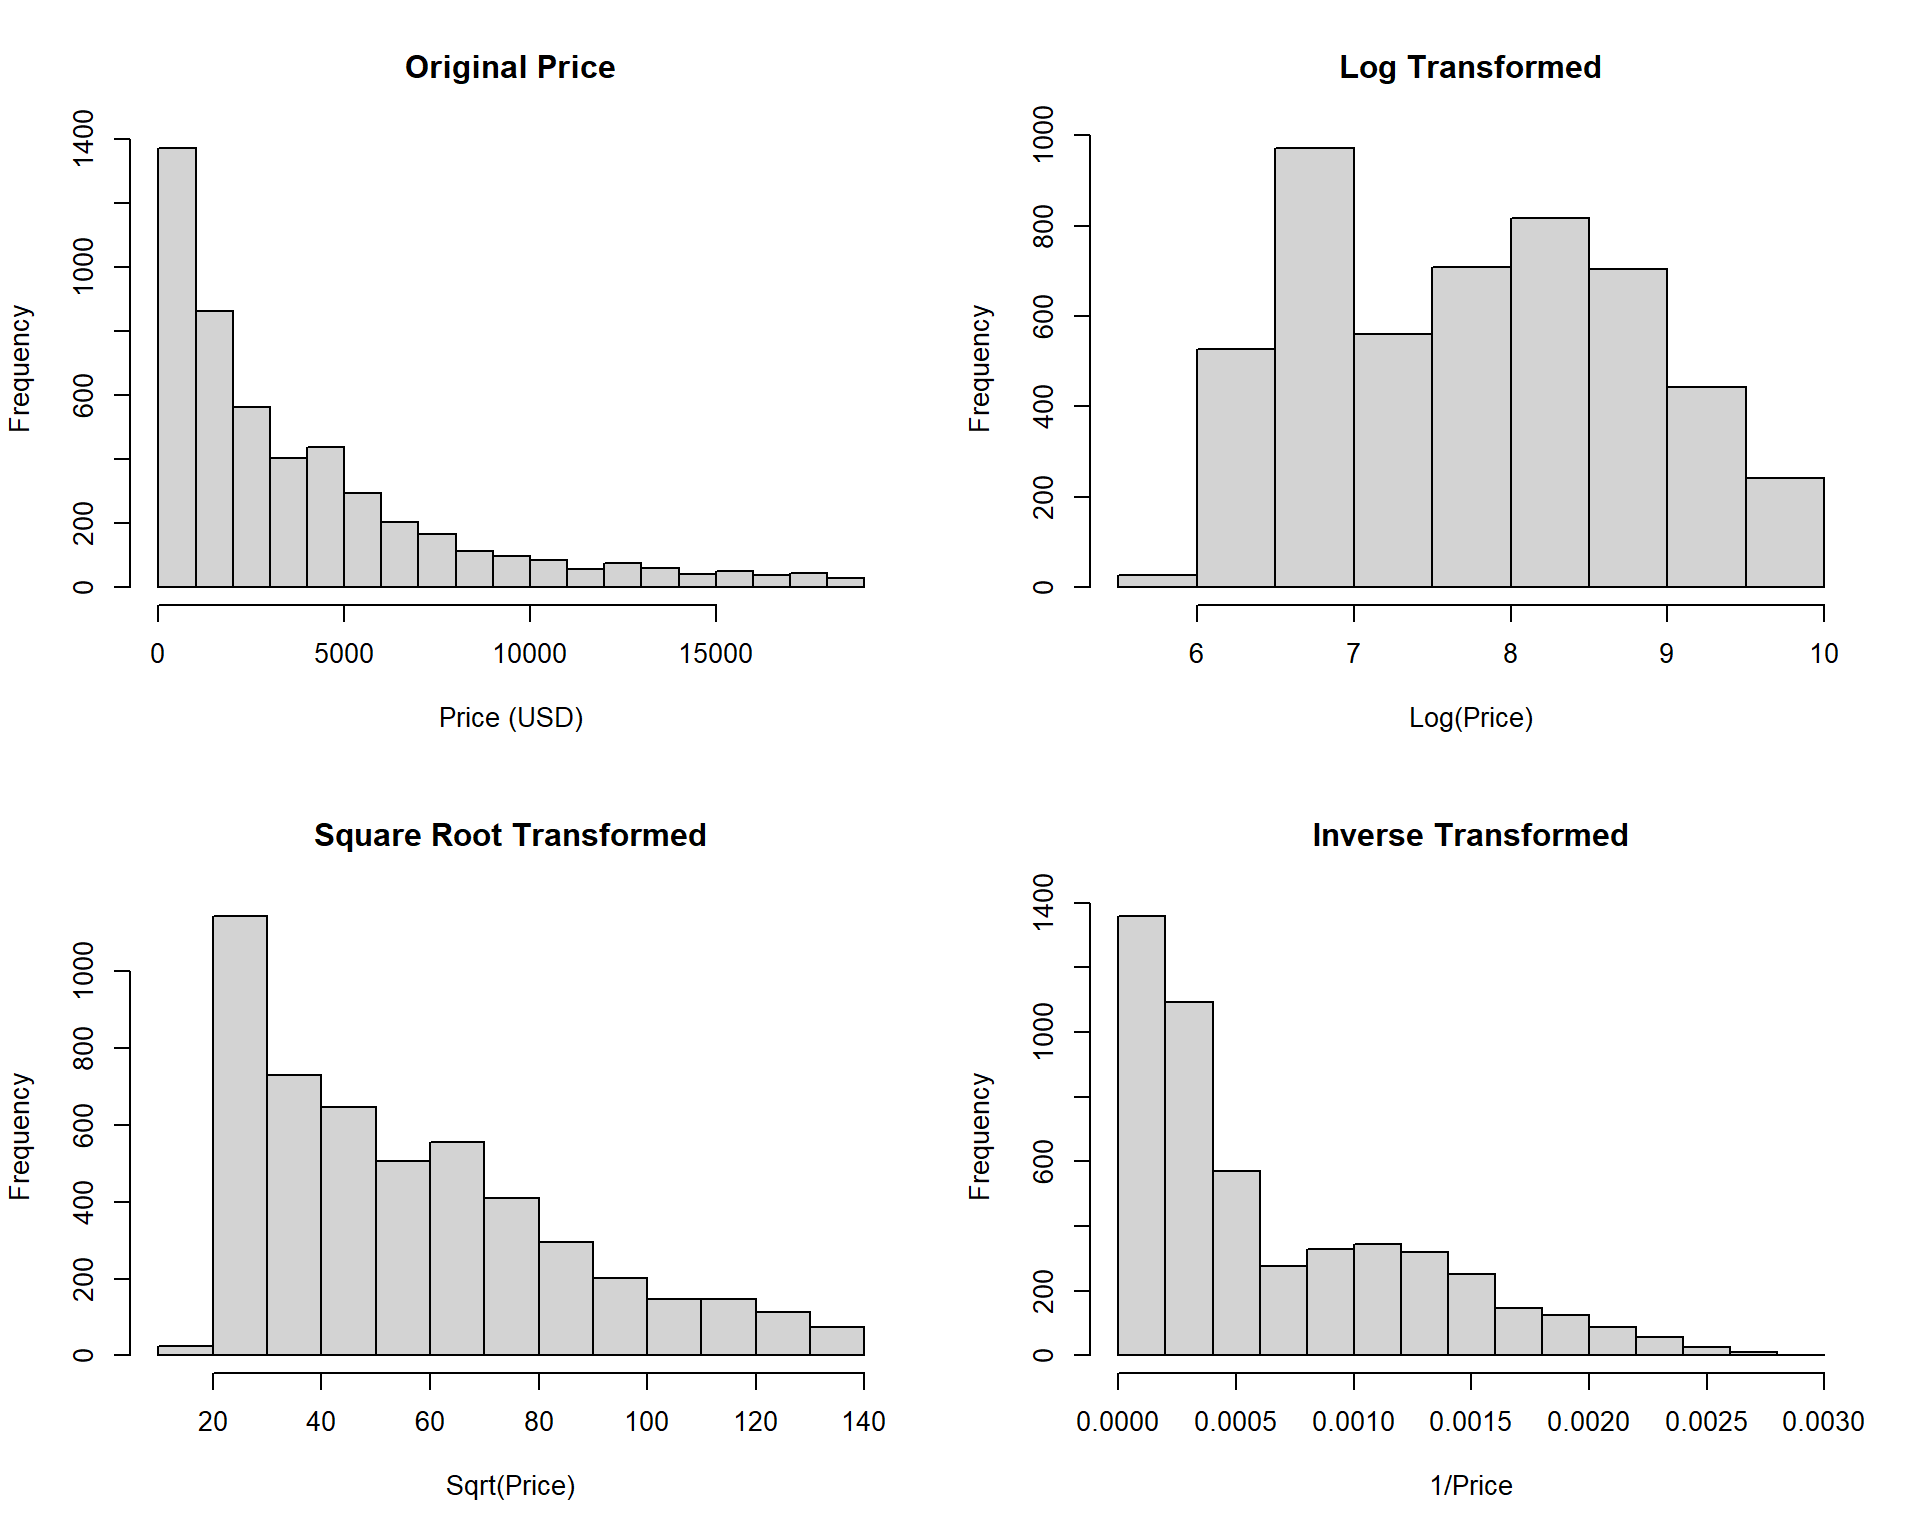 Original Price
Frequency
0 200 600 1000 1400
0 5000 10000 15000
Price (USD)
Log Transformed
Frequency
0 200 400 600 800 1000
6 7 8 9 10
Log(Price)
Square Root Transformed
Frequency
0 200 400 600 800 1000
20 40 60 80 100 120 140
Sqrt(Price)
Inverse Transformed
Frequency
0 200 600 1000 1400
0.0000 0.0005 0.0010 0.0015 0.0020 0.0025 0.0030
1/Price